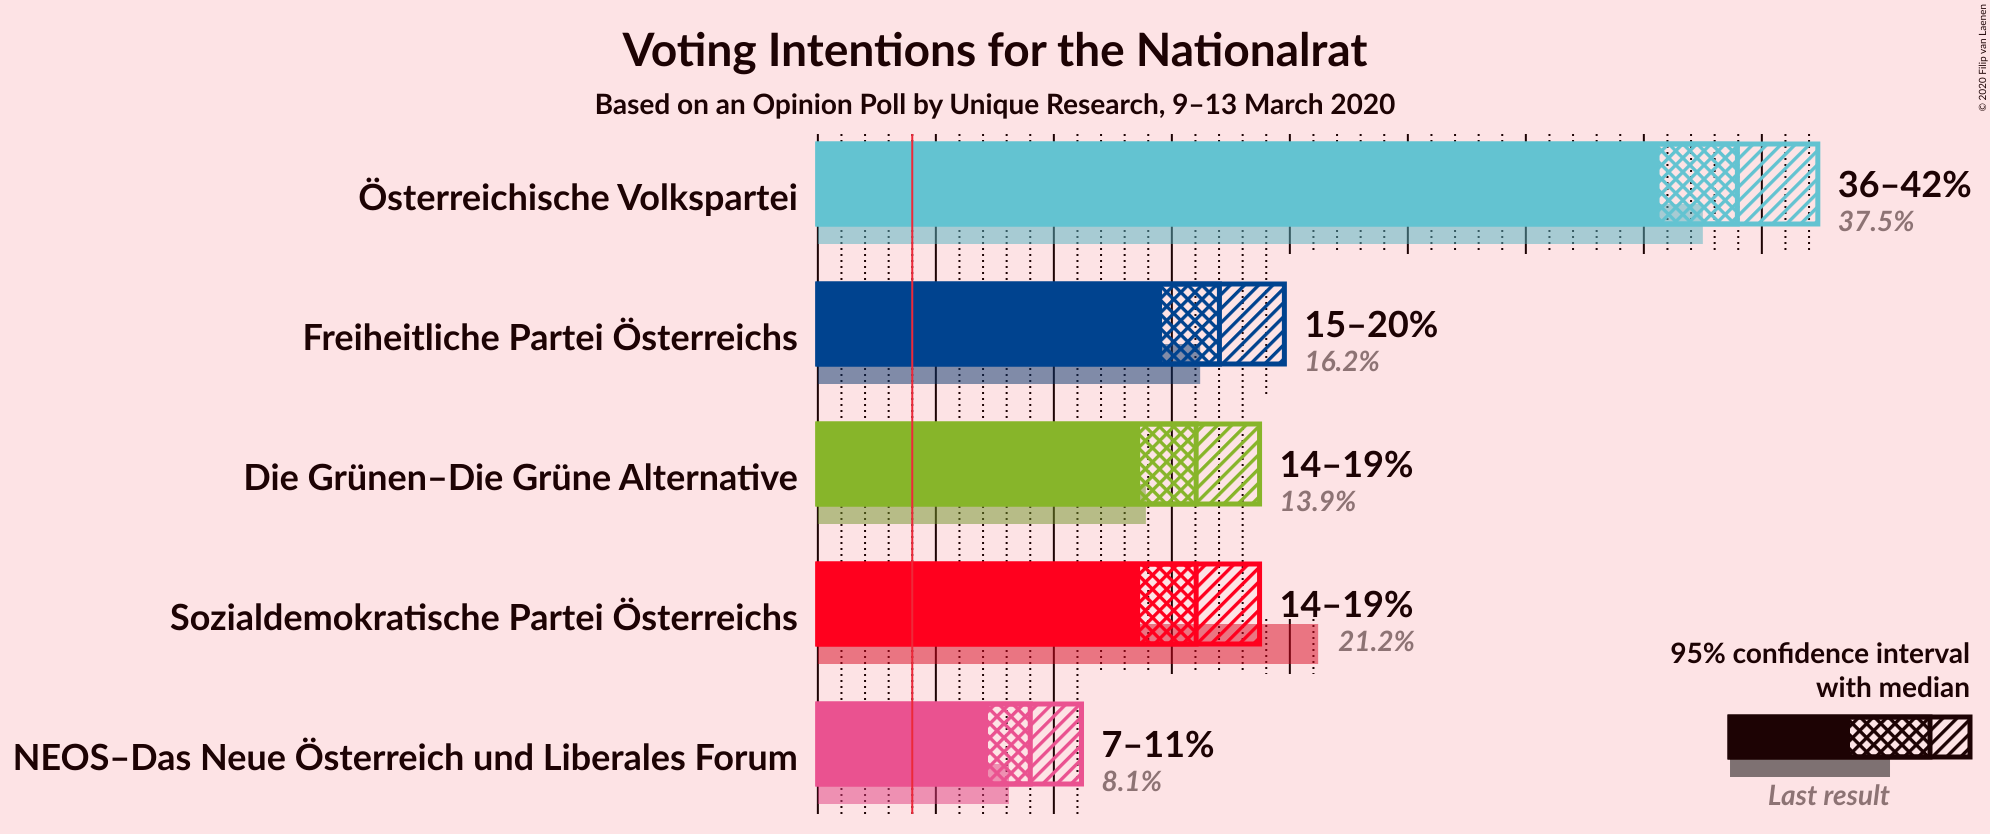 Voting Intentions for the Nationalrat
Based on an Opinion Poll by Unique Research, 9–13 March 2020
© 2020 Filip van Laenen
Österreichische Volkspartei
36–42%
37.5%
Freiheitliche Partei Österreichs
15–20%
16.2%
Die Grünen–Die Grüne Alternative
14–19%
13.9%
Sozialdemokratische Partei Österreichs
14–19%
21.2%
NEOS–Das Neue Österreich und Liberales Forum
7–11%
8.1%
95% confidence interval
with median
Last result